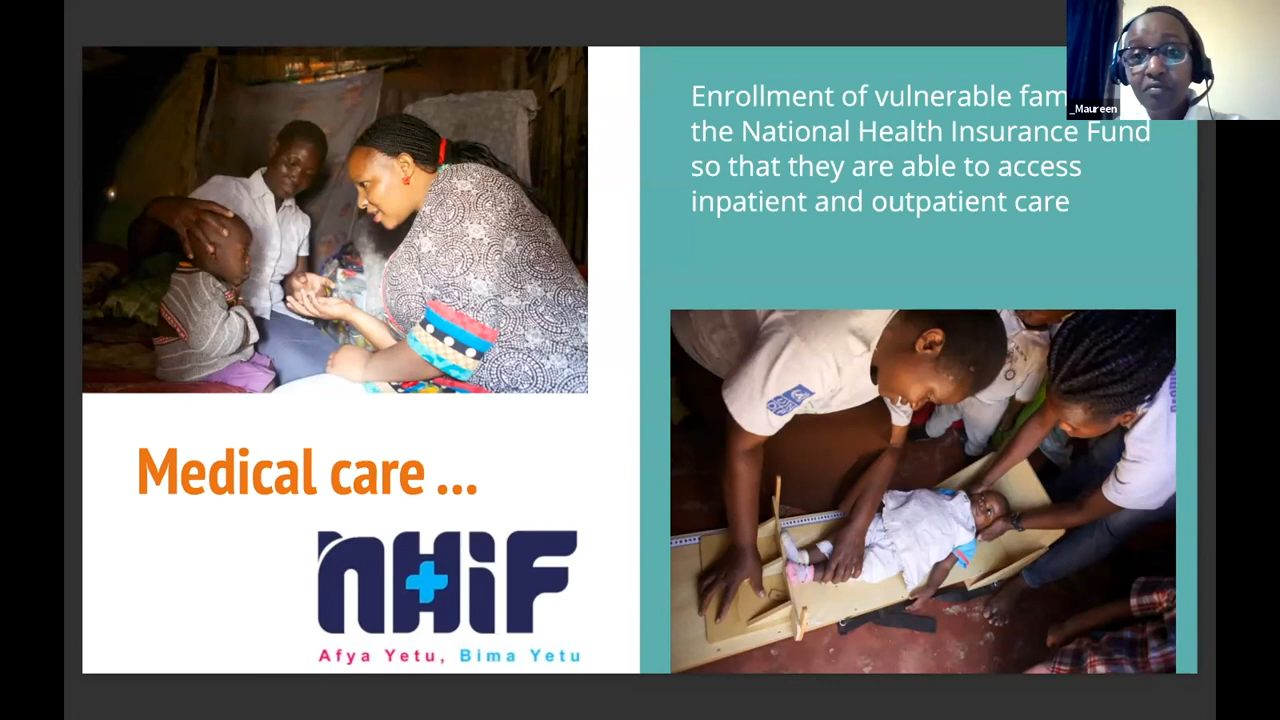 Enrollment of vulnerable fam
the National Health Insurance Fund
so that they are able to access
inpatient and outpatient care
_Maureen
Medical care ...
NHiF
Afya Yetu, Bima Yetu